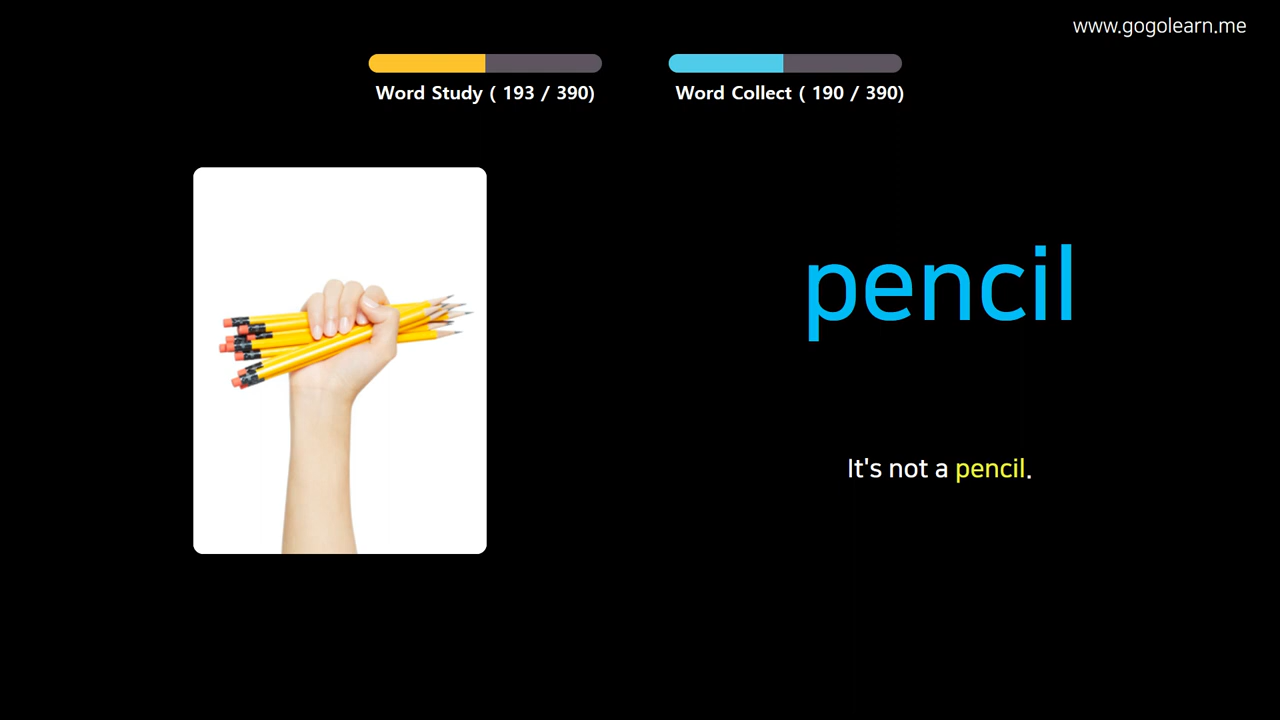 www.gogolearn.me
Word Study ( 193 / 390)
Word Collect ( 190 / 390)
pencil
It's not a pencil.